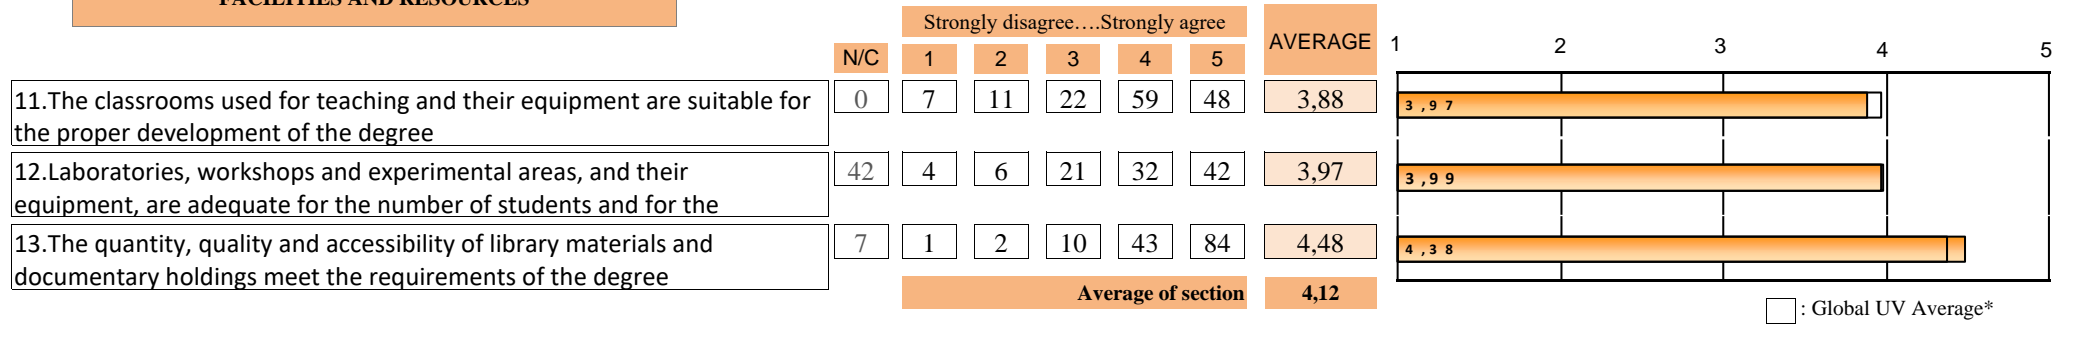 FACILITIES AND RESOURCES
Strongly disagree….Strongly agree
AVERAGE
N/C 1 2 3 4 5
1 2 3 4 5
11.The classrooms used for teaching and their equipment are suitable for
the proper development of the degree
0 7 11 22 59 48 3,88
3,97
12.Laboratories, workshops and experimental areas, and their
equipment, are adequate for the number of students and for the
42 4 6 21 32 42 3,97
3,99
13.The quantity, quality and accessibility of library materials and
documentary holdings meet the requirements of the degree
7 1 2 10 43 84 4,48
4,38
Average of section 4,12
: Global UV Average*